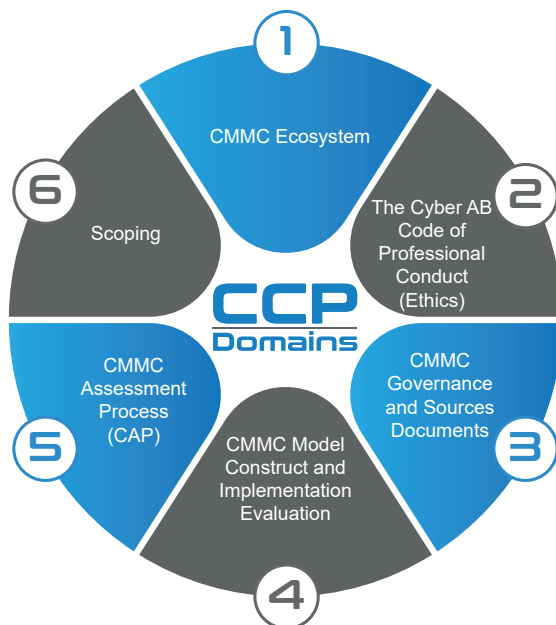 1
CMMC Ecosystem
2
The Cyber AB
Code of
Professional
Conduct
(Ethics)
3
CMMC
Governance
and Sources
Documents
4
CMMC Model
Construct and
Implementation
Evaluation
5
CMMC
Assessment
Process
(CAP)
6
Scoping
CCP
Domains